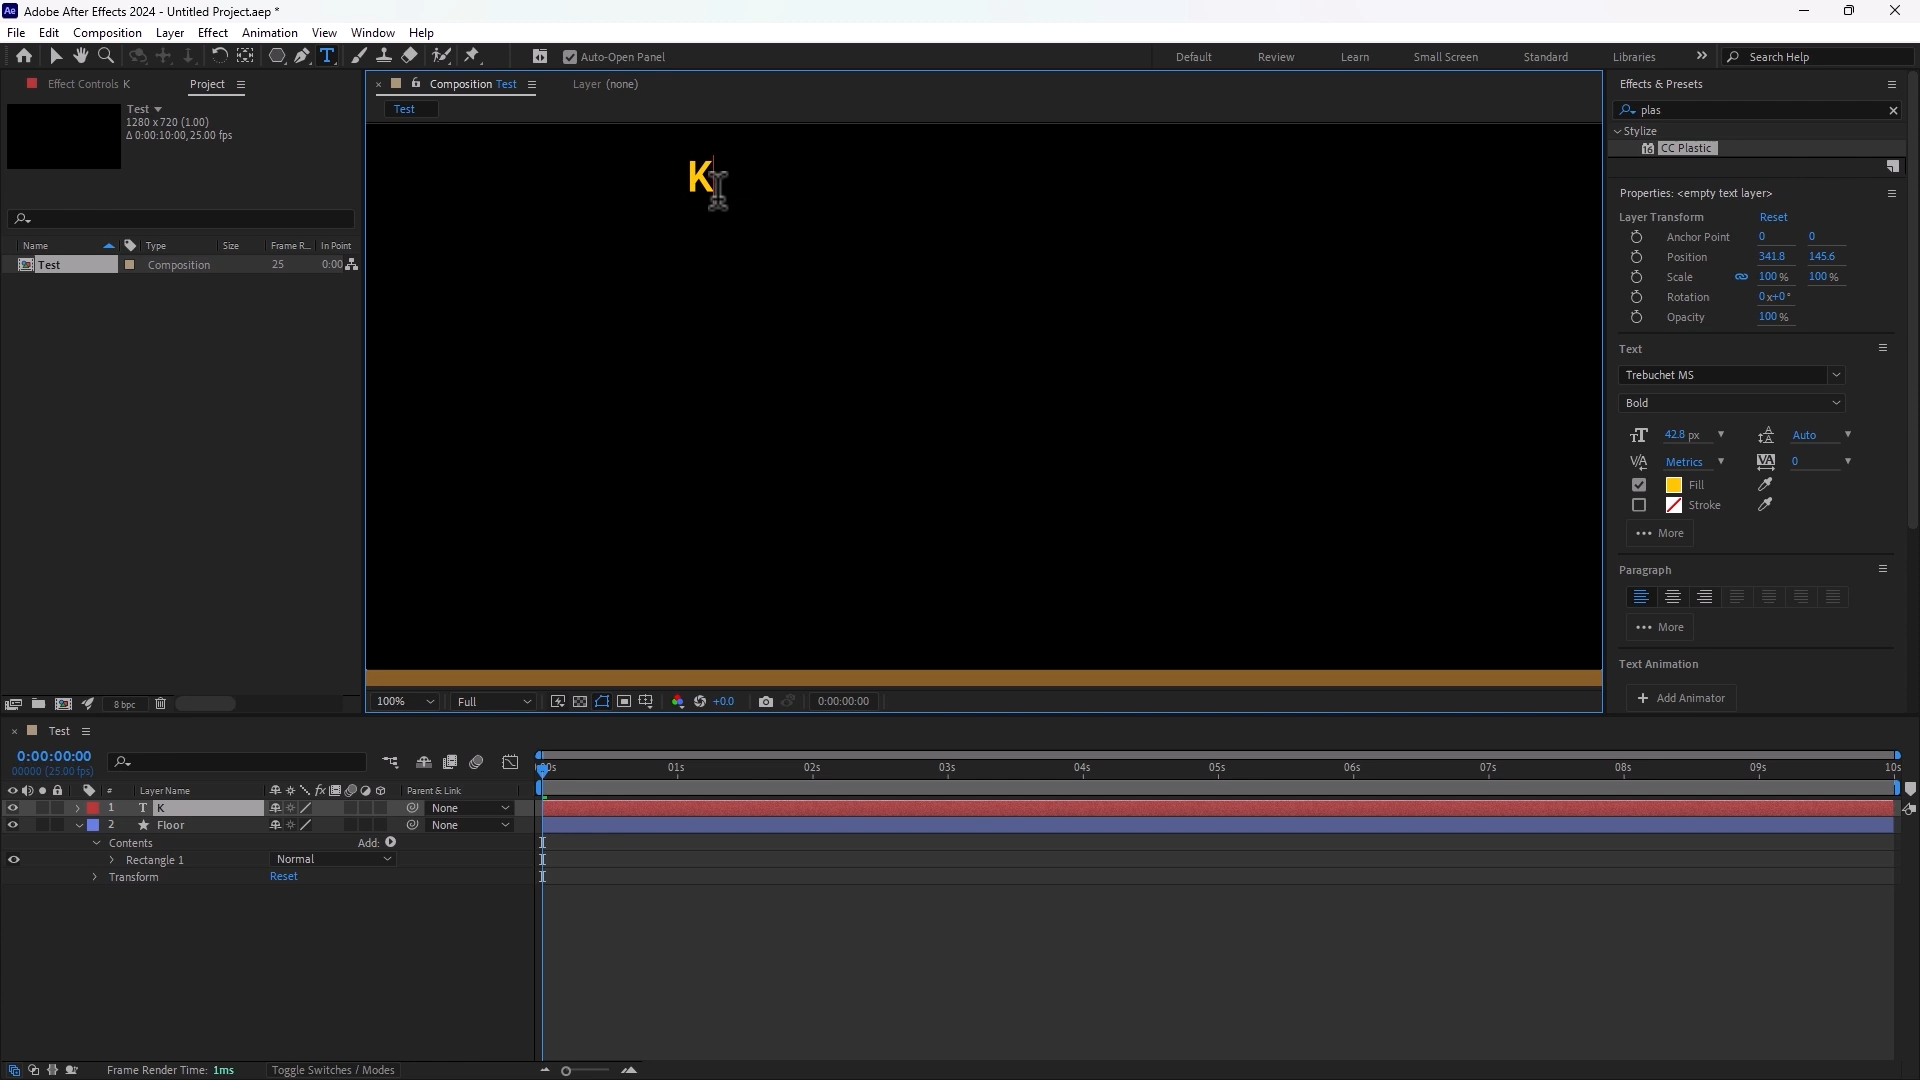 Ae Adobe After Effects 2024 - Untitled Project.aep *
File Edit Composition Layer Effect Animation View Window Help
T Auto-Open Panel Default Review Learn Small Screen Standard Libraries » Search Help
Effect Controls K Project
Test
1280 x 720 (1.00)
Δ 0:00:10:00, 25.00 fps
Name Type Size Frame R... In Point
Test Composition 25 0:00
8 bpc
× Composition Test Layer (none)
Test
K
100% Full +0.0 0:00:00:00
Effects & Presets
plas
Stylize
16 CC Plastic
Properties: <empty text layer>
Layer Transform Reset
Anchor Point 0 0
Position 341.8 145.6
Scale 100 % 100 %
Rotation 0x+0°
Opacity 100 %
Text
Trebuchet MS
Bold
42.8 px Auto
Metrics 0
Fill
Stroke
••• More
Paragraph
••• More
Text Animation
+ Add Animator
× Test
0:00:00:00
00000 (25.00 fps)
:00s 01s 02s 03s 04s 05s 06s 07s 08s 09s 10s
# Layer Name fx Parent & Link
1 T K None
2 Floor None
Contents Add:
Rectangle 1 Normal
Transform Reset
Frame Render Time: 1ms Toggle Switches / Modes